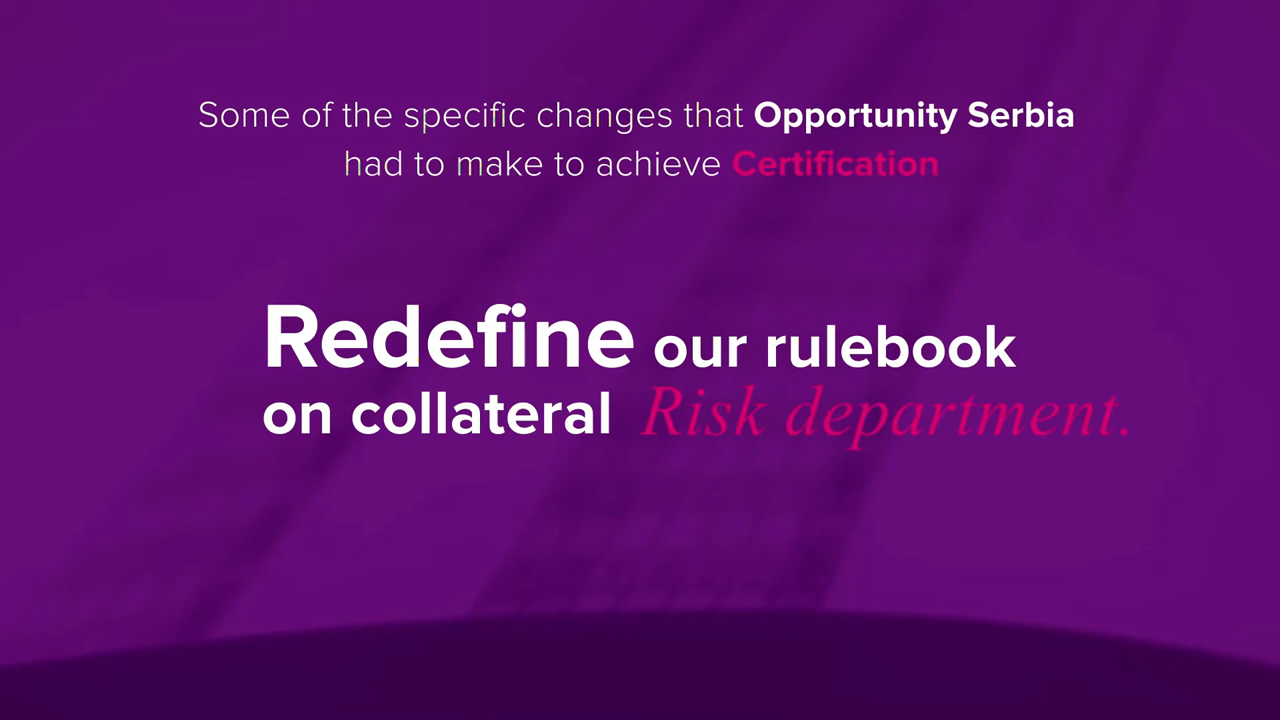 Some of the specific changes that Opportunity Serbia
had to make to achieve Certification
Redefine our rulebook
on collateral Risk department.